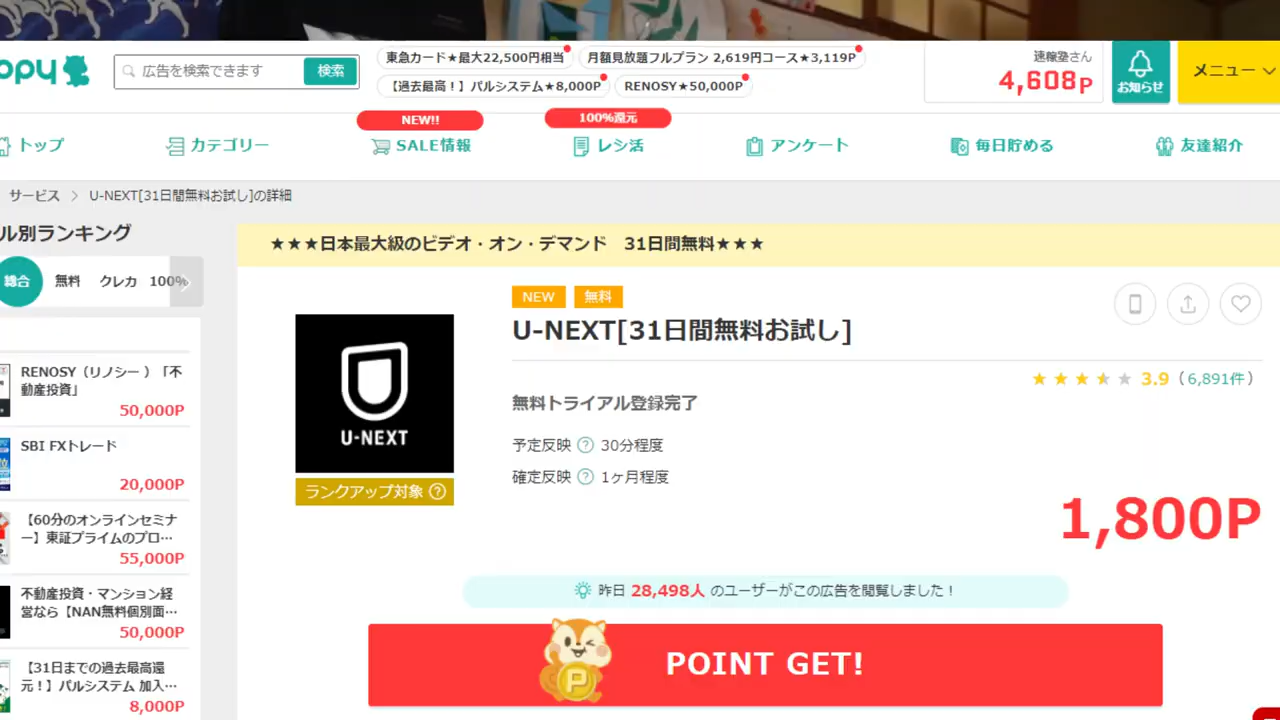 opy
広告を検索できます
検索
東急カード★最大22,500円相当
月額見放題フルプラン 2,619円コース★3,119P
【過去最高！】パルシステム★8,000P
RENOSY★50,000P
速稼塾さん
4,608P
お知らせ
メニュー
トップ
カテゴリー
NEW!!
SALE情報
100%還元
レシ活
アンケート
毎日貯める
友達紹介
サービス > U-NEXT[31日間無料お試し]の詳細
ル別ランキング
総合
無料
クレカ
100%
RENOSY（リノシー ）「不
動産投資」
50,000P
SBI FXトレード
20,000P
【60分のオンラインセミナ
ー】東証プライムのプロ…
55,000P
不動産投資・マンション経
営なら【NAN無料個別面…
50,000P
【31日までの過去最高還
元！】パルシステム 加入…
8,000P
★★★日本最大級のビデオ・オン・デマンド　31日間無料★★★
U-NEXT
ランクアップ対象 ?
NEW
無料
U-NEXT[31日間無料お試し]
3.9（6,891件）
無料トライアル登録完了
予定反映 ? 30分程度
確定反映 ? 1ヶ月程度
1,800P
昨日 28,498人 のユーザーがこの広告を閲覧しました！
P
POINT GET!